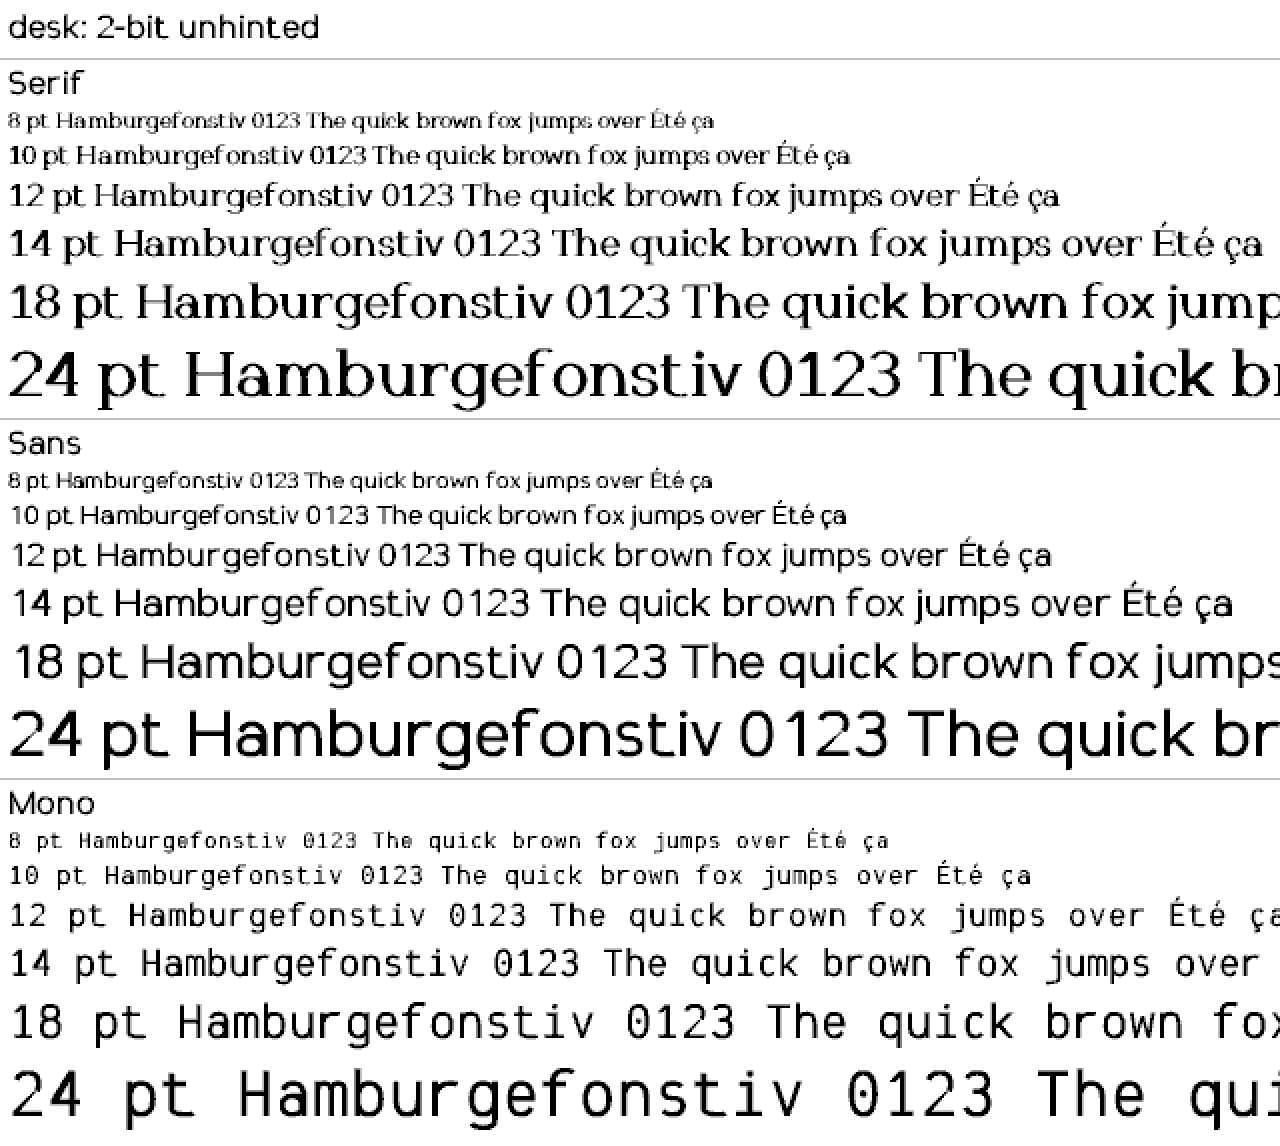 desk: 2-bit unhinted
Serif
8 pt Hamburgefonstiv 0123 The quick brown fox jumps over Été ça
10 pt Hamburgefonstiv 0123 The quick brown fox jumps over Été ça
12 pt Hamburgefonstiv 0123 The quick brown fox jumps over Été ça
14 pt Hamburgefonstiv 0123 The quick brown fox jumps over Été ça
18 pt Hamburgefonstiv 0123 The quick brown fox jump
24 pt Hamburgefonstiv 0123 The quick br
Sans
8 pt Hamburgefonstiv 0123 The quick brown fox jumps over Été ça
10 pt Hamburgefonstiv 0123 The quick brown fox jumps over Été ça
12 pt Hamburgefonstiv 0123 The quick brown fox jumps over Été ça
14 pt Hamburgefonstiv 0123 The quick brown fox jumps over Été ça
18 pt Hamburgefonstiv 0123 The quick brown fox jumps
24 pt Hamburgefonstiv 0123 The quick br
Mono
8 pt Hamburgefonstiv 0123 The quick brown fox jumps over Été ça
10 pt Hamburgefonstiv 0123 The quick brown fox jumps over Été ça
12 pt Hamburgefonstiv 0123 The quick brown fox jumps over Été ça
14 pt Hamburgefonstiv 0123 The quick brown fox jumps over
18 pt Hamburgefonstiv 0123 The quick brown fox
24 pt Hamburgefonstiv 0123 The qui